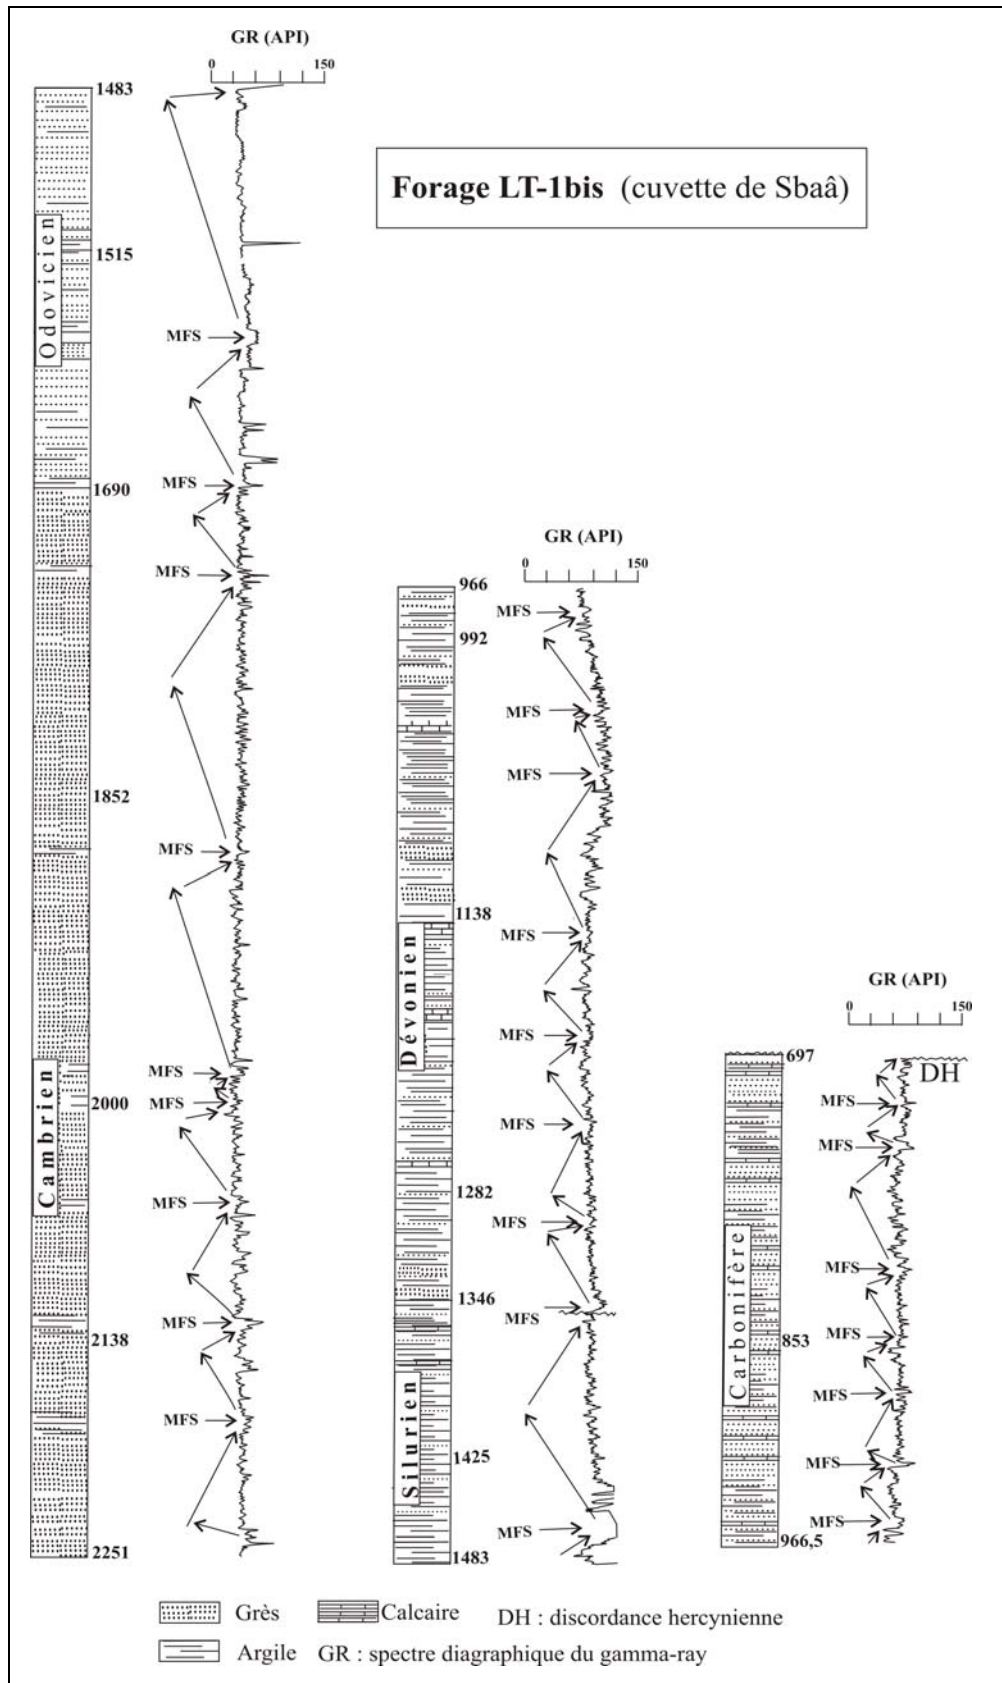 GR (API)
0 150
1483
Forage LT-1bis (cuvette de Sbaâ)
Odovicien
1515
MFS
MFS
1690
MFS
1852
MFS
MFS
Cambrien
2000
MFS
MFS
MFS
2138
MFS
2251
GR (API)
0 150
966
MFS
992
MFS
MFS
1138
MFS
Dévonien
MFS
MFS
1282
MFS
1346
MFS
Silurien
1425
MFS
1483
GR (API)
0 150
697
DH
MFS
MFS
Carbonifère
MFS
MFS
853
MFS
MFS
MFS
966,5
Grès
Calcaire
DH : discordance hercynienne
Argile
GR : spectre diagraphique du gamma-ray